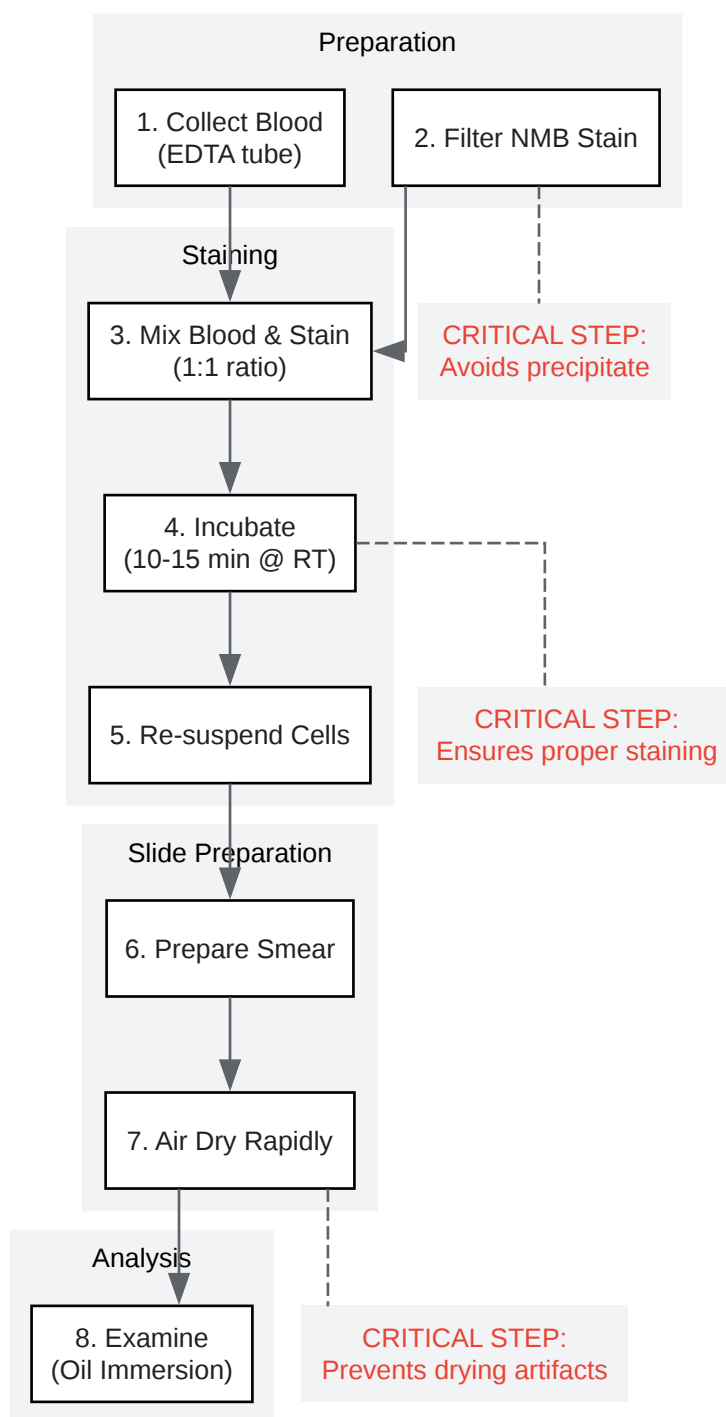 Preparation
1. Collect Blood
(EDTA tube)
2. Filter NMB Stain
Staining
3. Mix Blood & Stain
(1:1 ratio)
CRITICAL STEP:
Avoids precipitate
4. Incubate
(10-15 min @ RT)
5. Re-suspend Cells
CRITICAL STEP:
Ensures proper staining
Slide Preparation
6. Prepare Smear
7. Air Dry Rapidly
Analysis
8. Examine
(Oil Immersion)
CRITICAL STEP:
Prevents drying artifacts